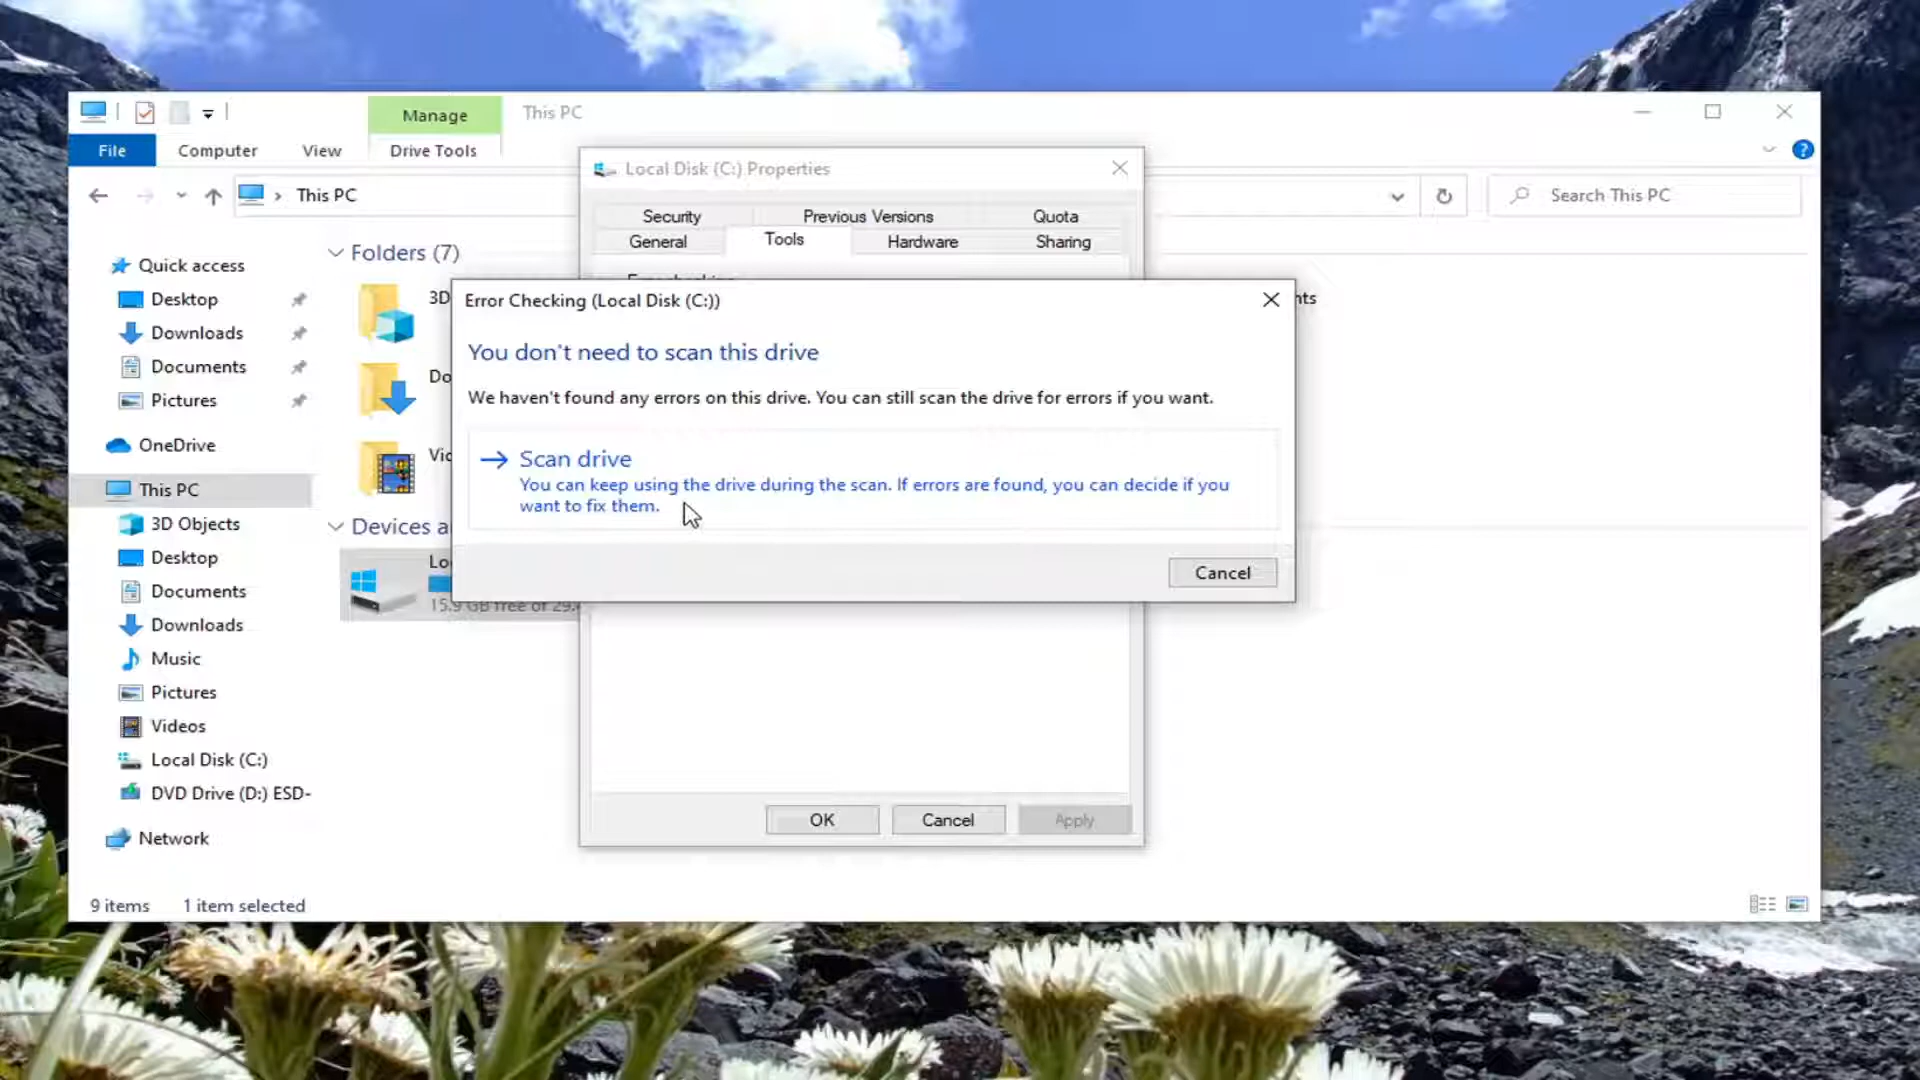 Manage
This PC
File
Computer
View
Drive Tools
This PC
Search This PC
Quick access
Desktop
Downloads
Documents
Pictures
OneDrive
This PC
3D Objects
Desktop
Documents
Downloads
Music
Pictures
Videos
Local Disk (C:)
DVD Drive (D:) ESD-
Network
Folders (7)
3D
Do
Vic
Devices a
Lo
15.9 GB free of 29.
nts
9 items
1 item selected
Local Disk (C:) Properties
Security
Previous Versions
Quota
General
Tools
Hardware
Sharing
Error Checking (Local Disk (C:))
You don't need to scan this drive
We haven't found any errors on this drive. You can still scan the drive for errors if you want.
Scan drive
You can keep using the drive during the scan. If errors are found, you can decide if you
want to fix them.
Cancel
OK
Cancel
Apply